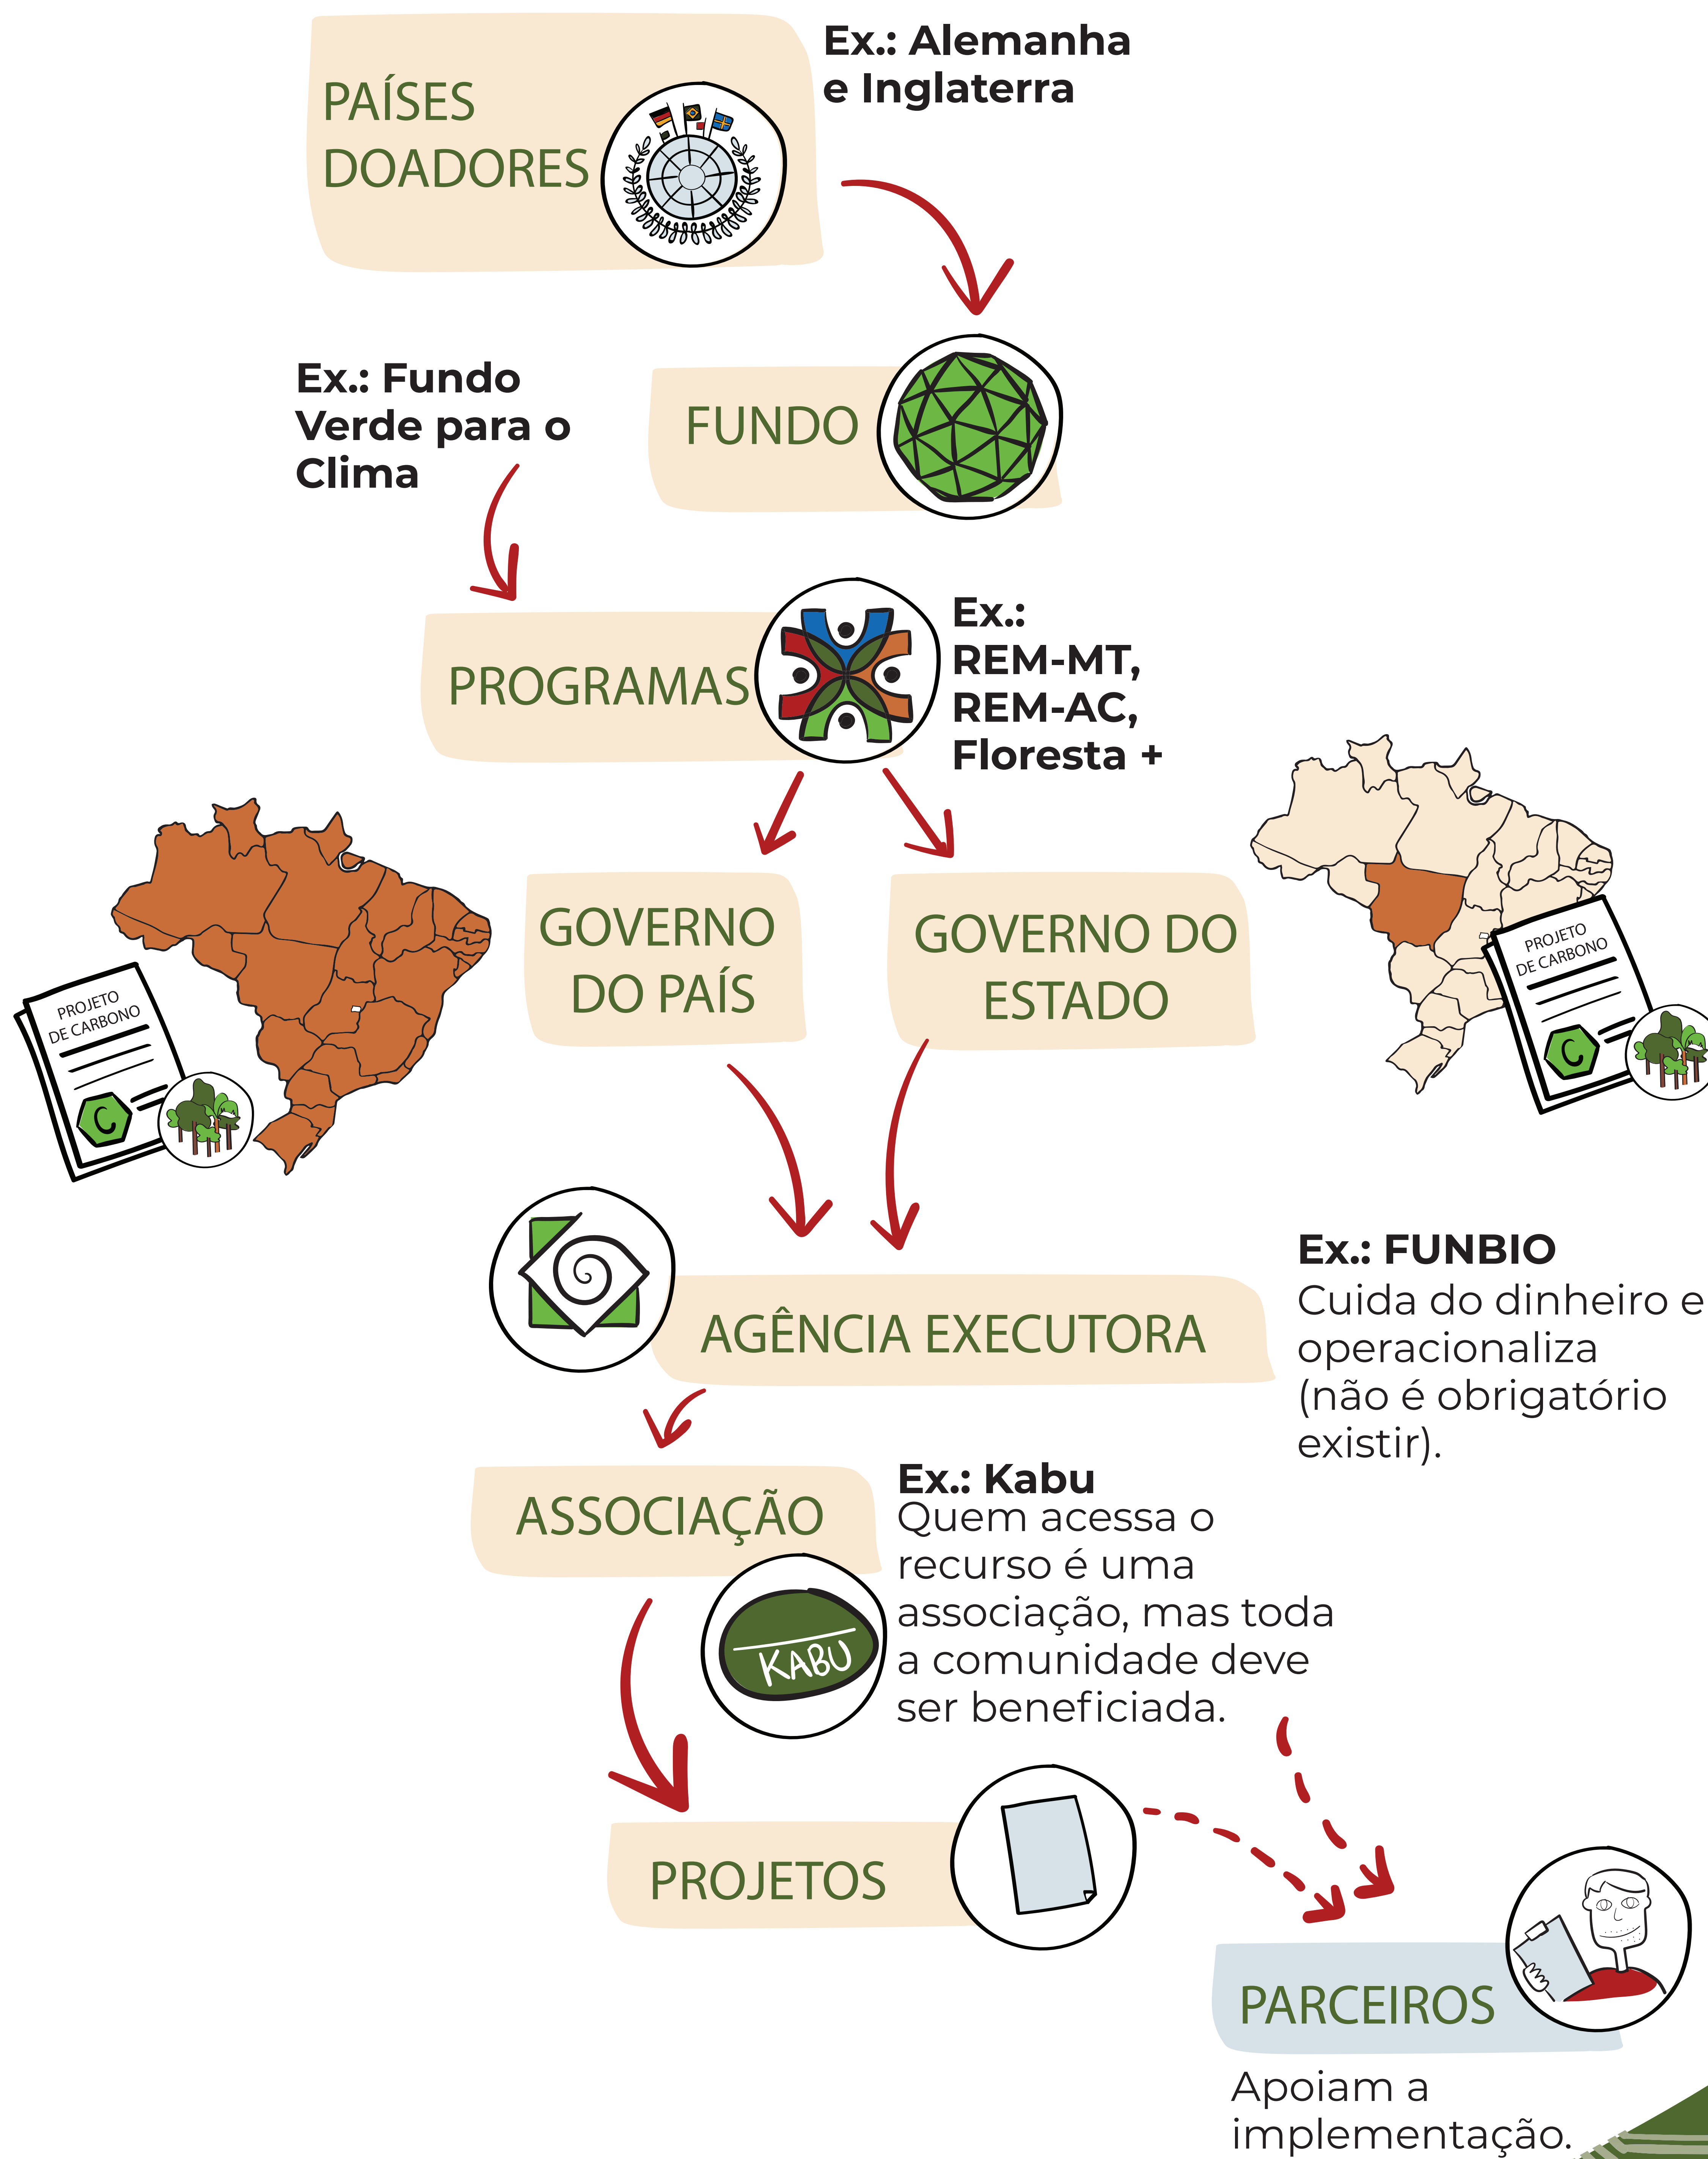 PAÍSES
DOADORES
Ex.: Alemanha
e Inglaterra
Ex.: Fundo
Verde para o
Clima
FUNDO
PROGRAMAS
Ex.:
REM-MT,
REM-AC,
Floresta +
GOVERNO
DO PAÍS
GOVERNO DO
ESTADO
PROJETO
DE CARBONO
C
PROJETO
DE CARBONO
C
AGÊNCIA EXECUTORA
Ex.: FUNBIO
Cuida do dinheiro e
operacionaliza
(não é obrigatório
existir).
ASSOCIAÇÃO
KABU
Ex.: Kabu
Quem acessa o
recurso é uma
associação, mas toda
a comunidade deve
ser beneficiada.
PROJETOS
PARCEIROS
Apoiam a
implementação.